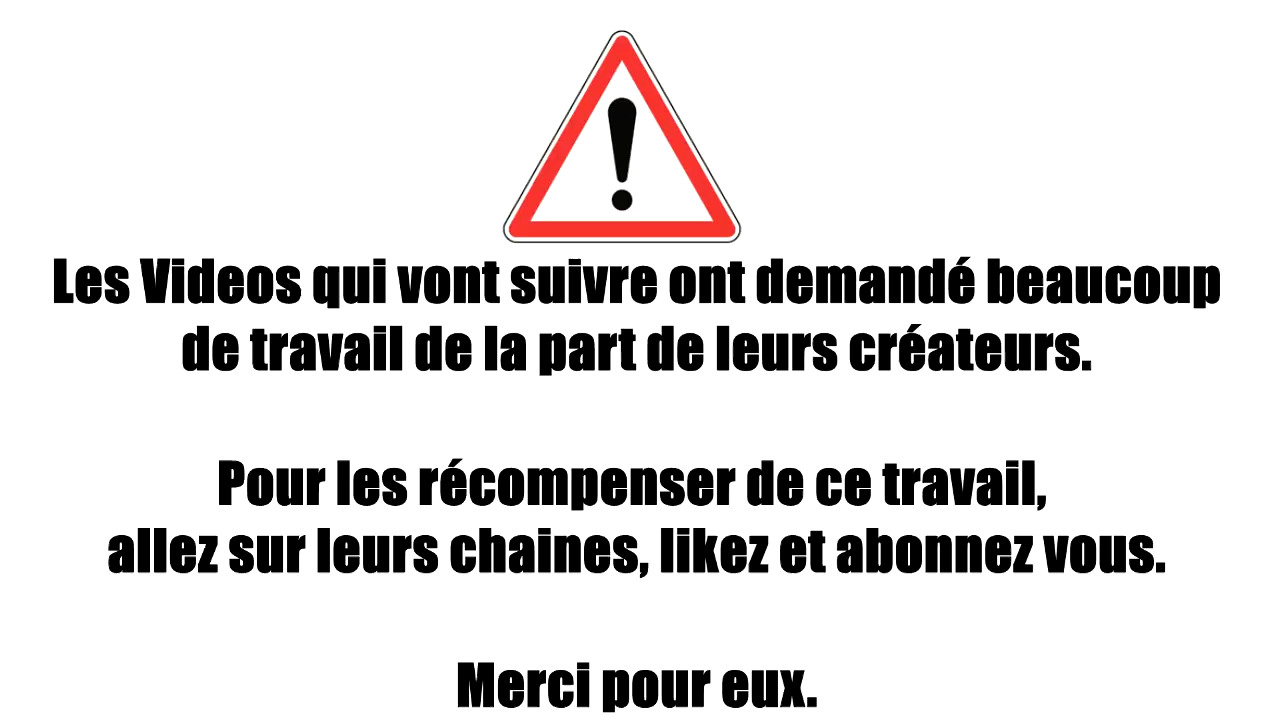 Les Videos qui vont suivre ont demandé beaucoup
de travail de la part de leurs créateurs.
Pour les récompenser de ce travail,
allez sur leurs chaines, likez et abonnez vous.
Merci pour eux.